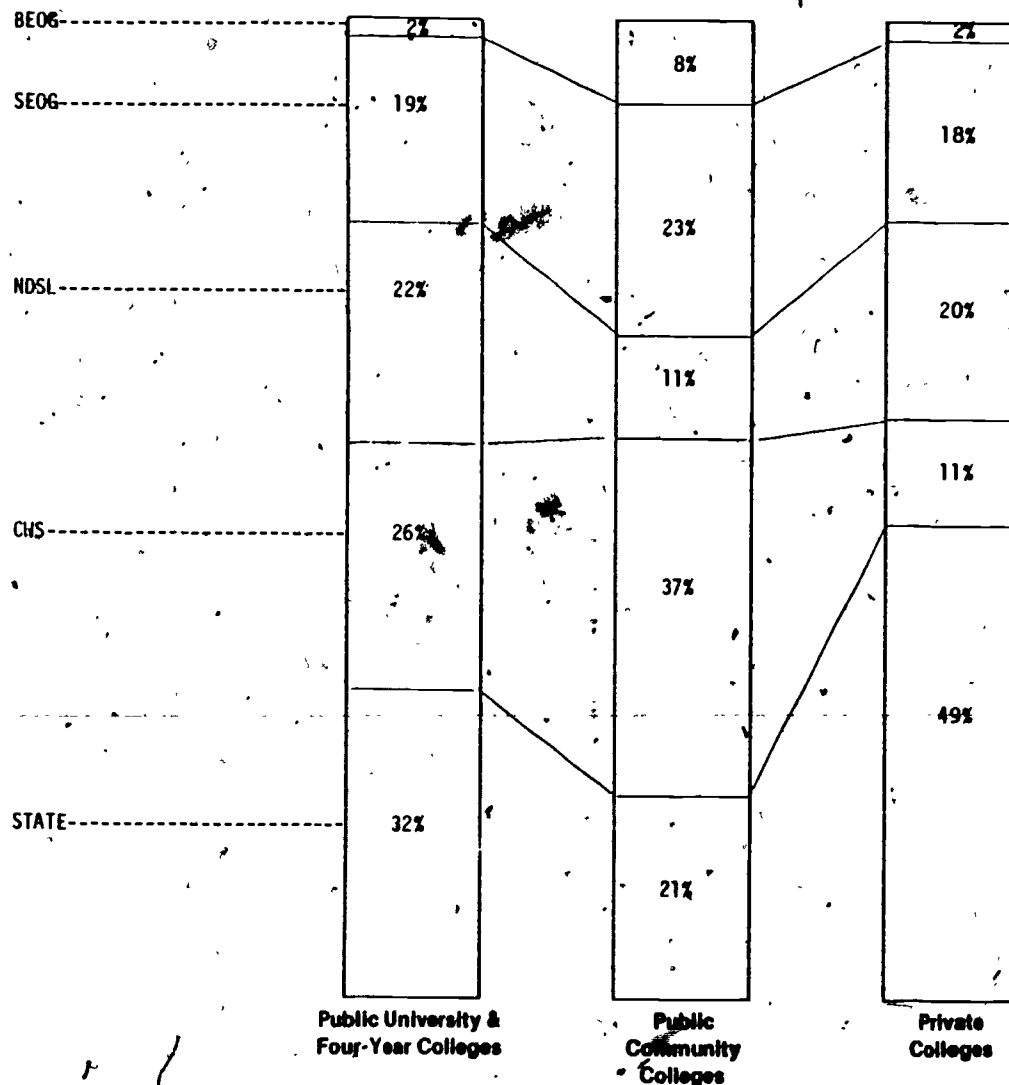 BEOG 2% 8% 2%
SEOG 19% 23% 18%
NDSL 22% 11% 20%
CWS 26% 37% 11%
STATE 32% 21% 49%
Public University &
Four-Year Colleges
Public
Community
Colleges
Private
Colleges